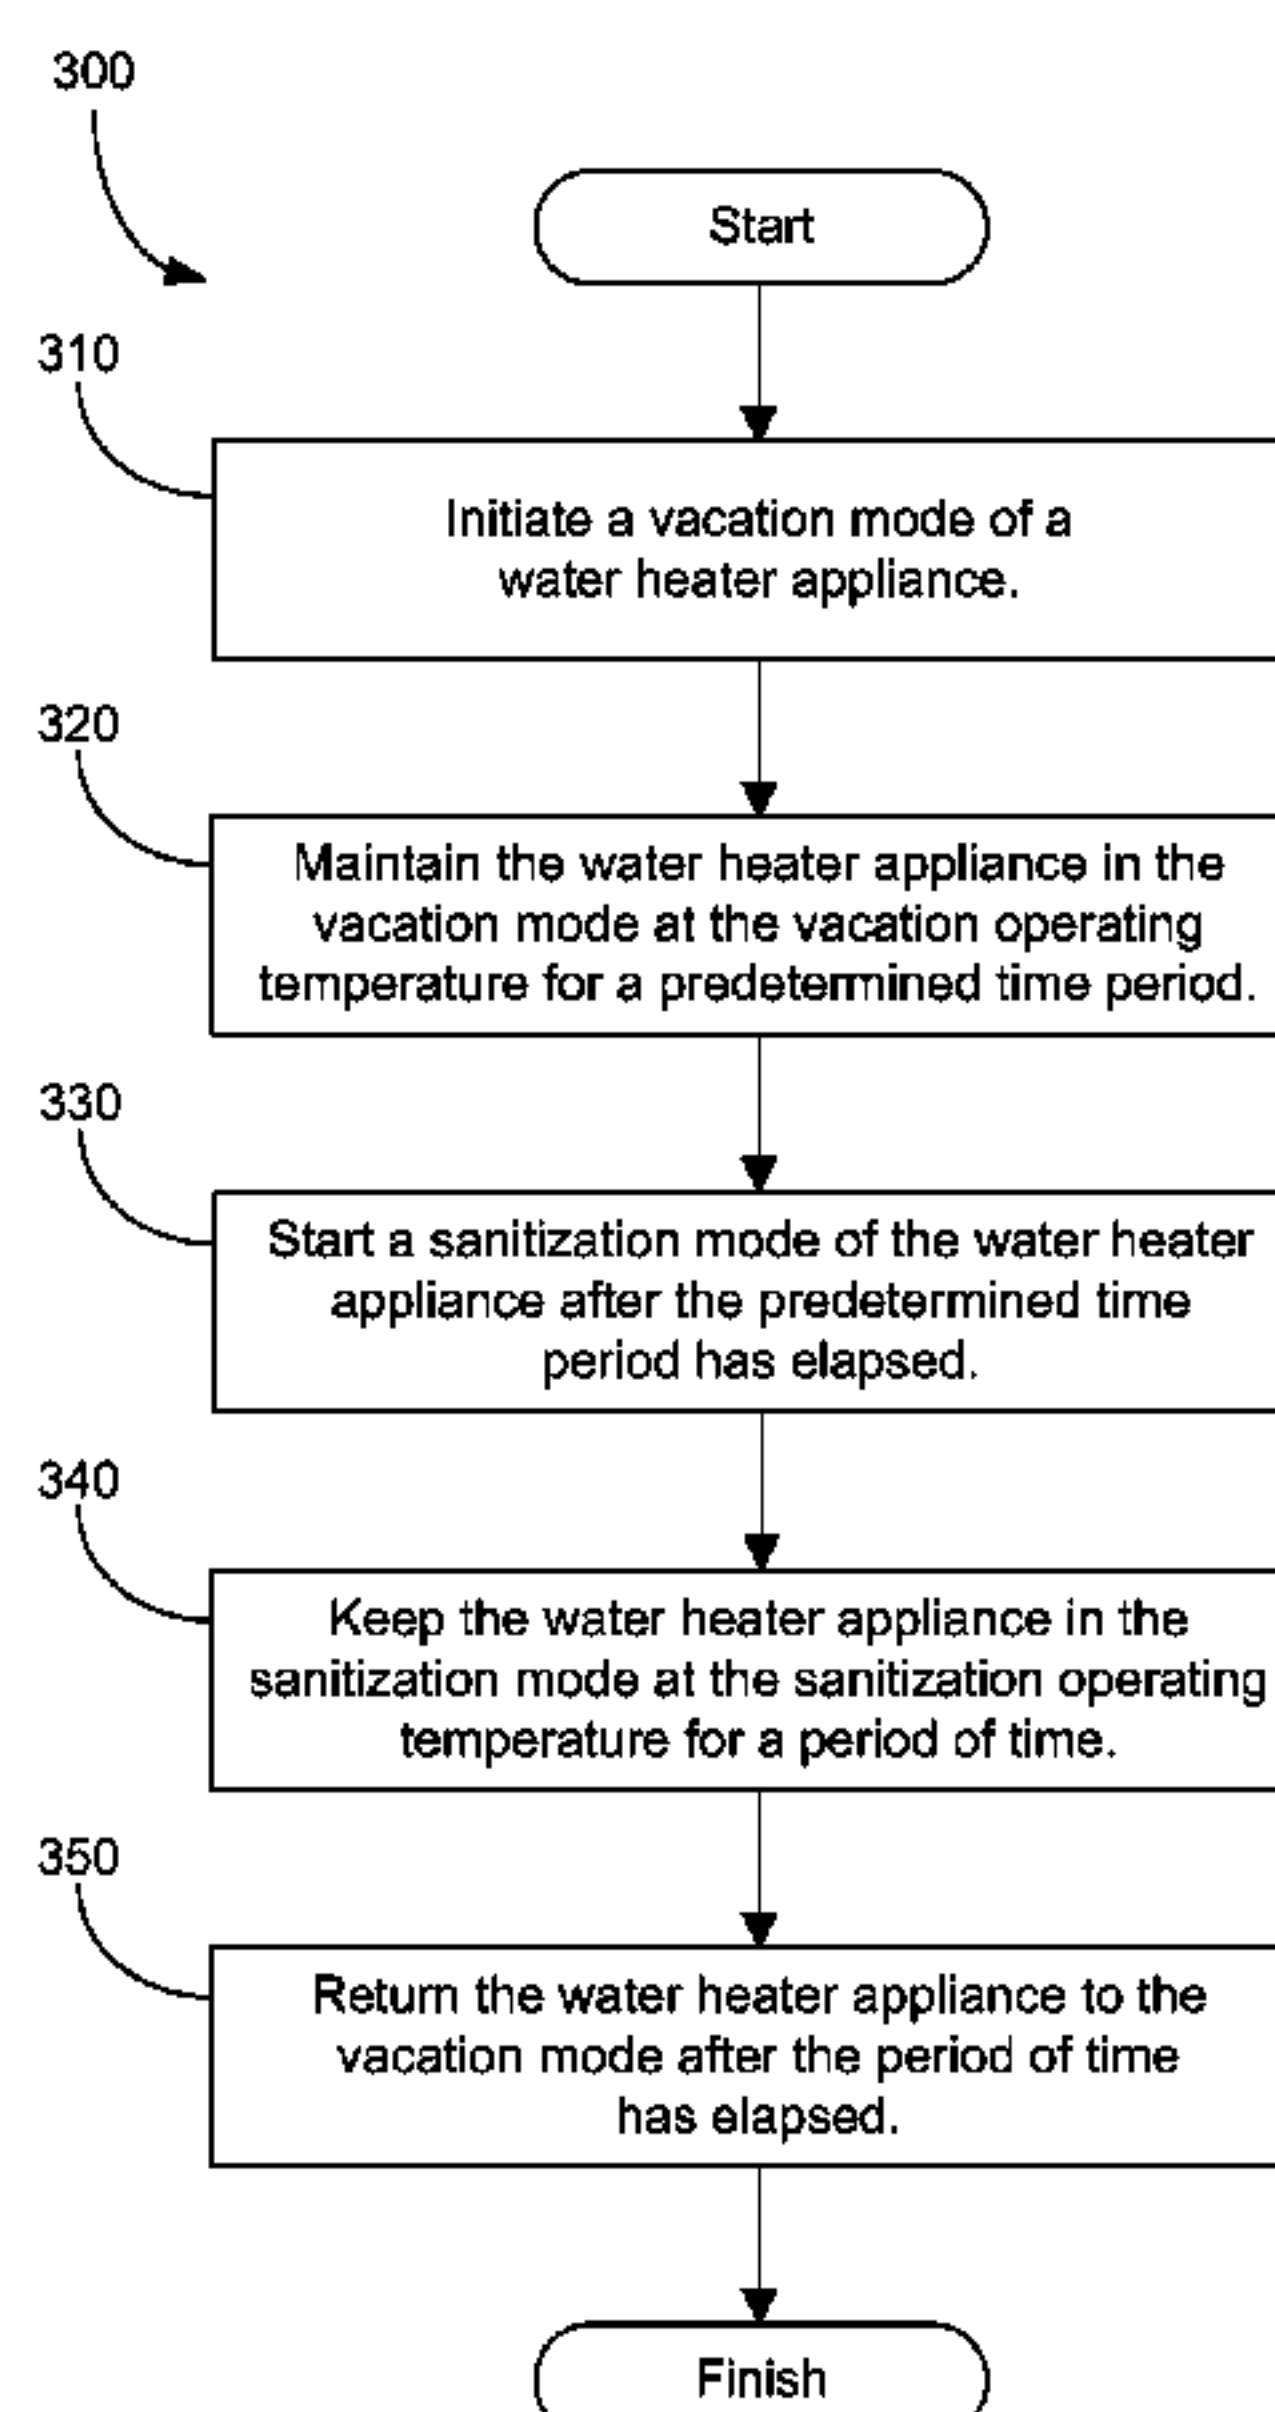 300
Start
310
Initiate a vacation mode of a
water heater appliance.
320
Maintain the water heater appliance in the
vacation mode at the vacation operating
temperature for a predetermined time period.
330
Start a sanitization mode of the water heater
appliance after the predetermined time
period has elapsed.
340
Keep the water heater appliance in the
sanitization mode at the sanitization operating
temperature for a period of time.
350
Return the water heater appliance to the
vacation mode after the period of time
has elapsed.
Finish